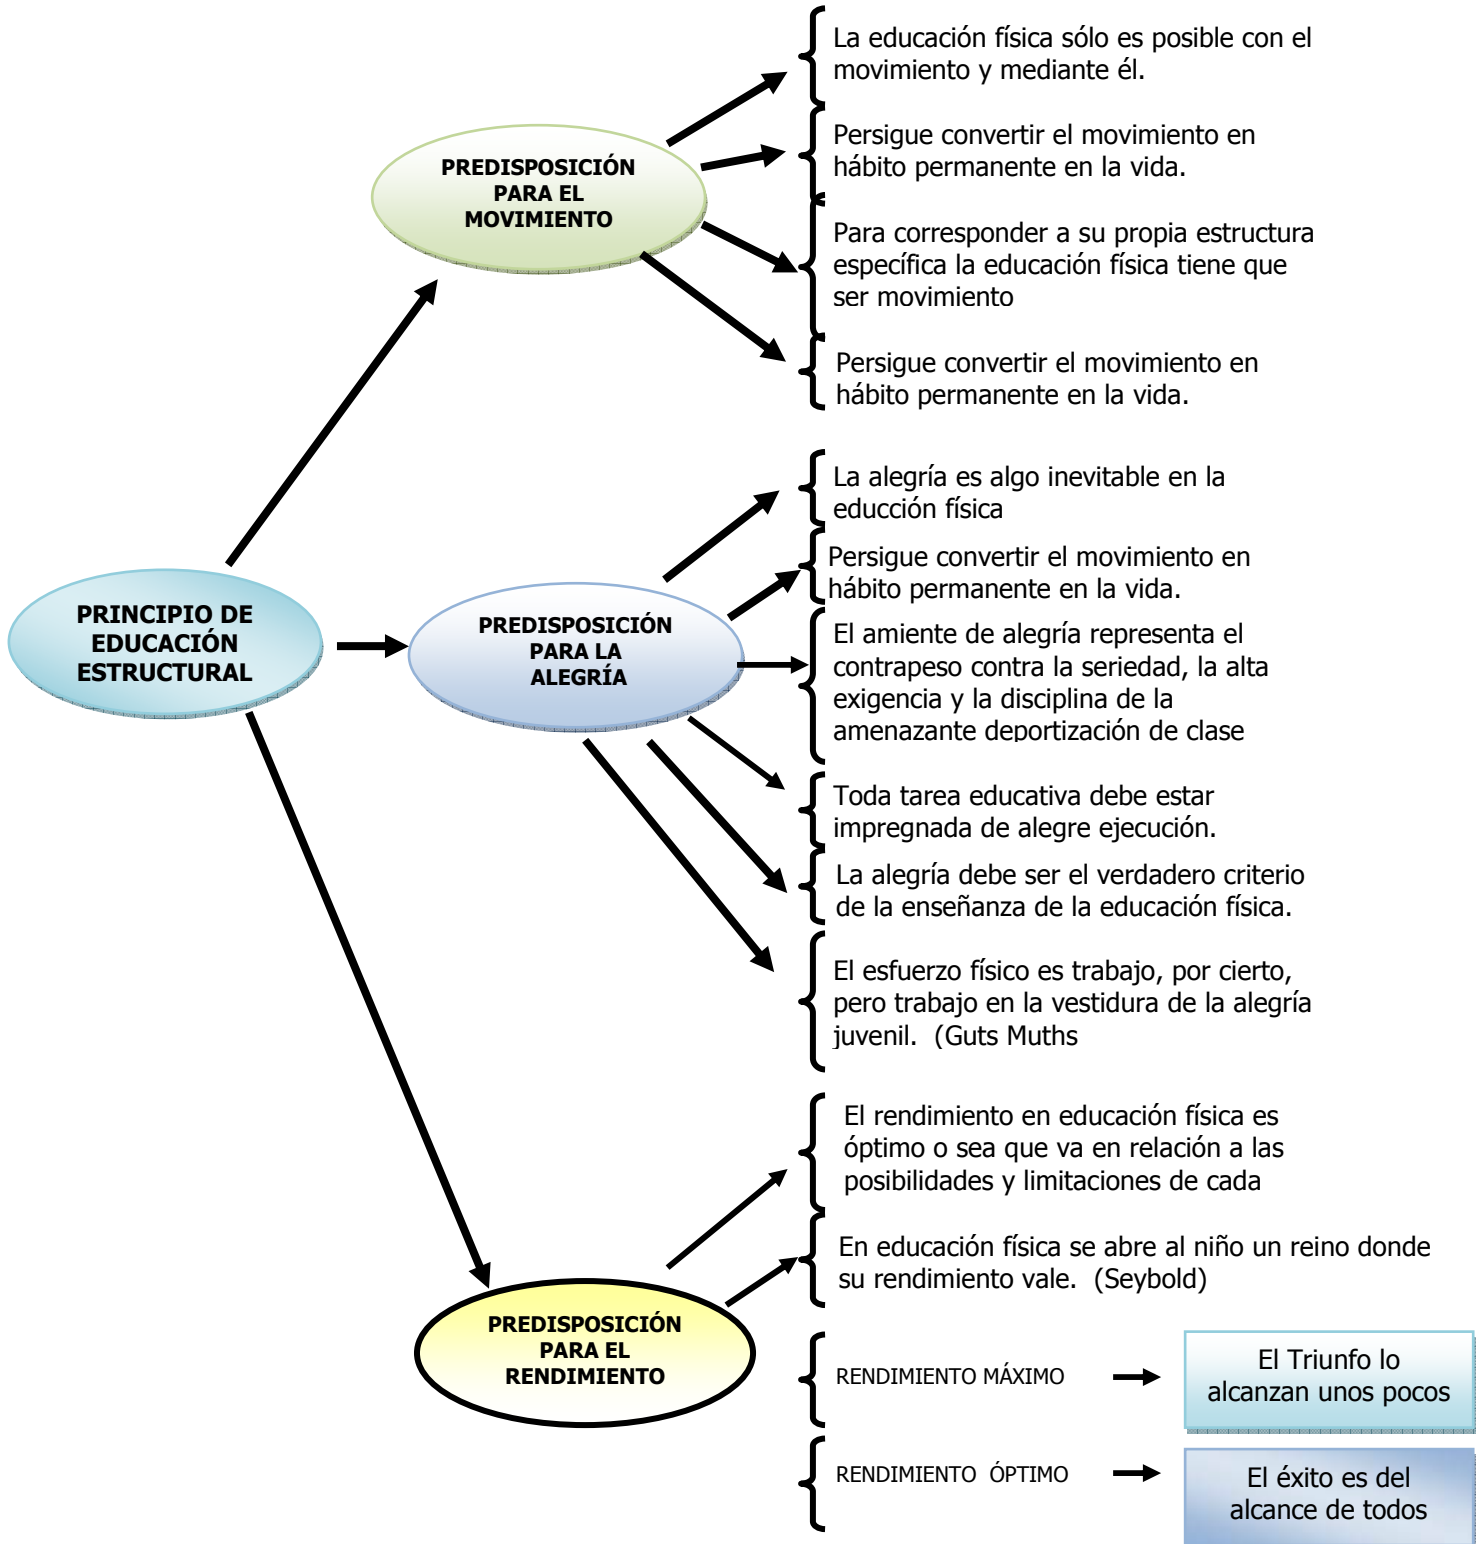 La educación física sólo es posible con el
movimiento y mediante él.
PREDISPOSICIÓN
PARA EL
MOVIMIENTO
Persigue convertir el movimiento en
hábito permanente en la vida.
Para corresponder a su propia estructura
específica la educación física tiene que
ser movimiento
Persigue convertir el movimiento en
hábito permanente en la vida.
PRINCIPIO DE
EDUCACIÓN
ESTRUCTURAL
PREDISPOSICIÓN
PARA LA
ALEGRÍA
La alegría es algo inevitable en la
educción física
Persigue convertir el movimiento en
hábito permanente en la vida.
El amiente de alegría representa el
contrapeso contra la seriedad, la alta
exigencia y la disciplina de la
amenazante deportización de clase
Toda tarea educativa debe estar
impregnada de alegre ejecución.
La alegría debe ser el verdadero criterio
de la enseñanza de la educación física.
El esfuerzo físico es trabajo, por cierto,
pero trabajo en la vestidura de la alegría
juvenil.  (Guts Muths
PREDISPOSICIÓN
PARA EL
RENDIMIENTO
El rendimiento en educación física es
óptimo o sea que va en relación a las
posibilidades y limitaciones de cada
En educación física se abre al niño un reino donde
su rendimiento vale.  (Seybold)
RENDIMIENTO MÁXIMO
El Triunfo lo
alcanzan unos pocos
RENDIMIENTO  ÓPTIMO
El éxito es del
alcance de todos